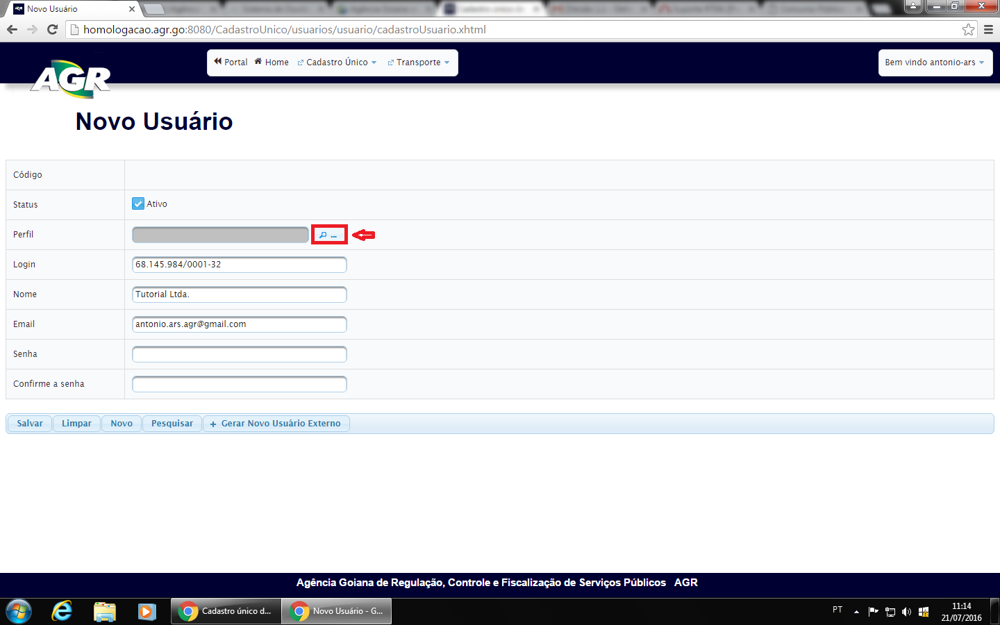 AGR Novo Usuário
homologacao.agr.go:8080/CadastroUnico/usuarios/usuario/cadastroUsuario.xhtml
AGR
Portal Home Cadastro Único Transporte
Bem vindo antonio-ars
Novo Usuário
Código
Status Ativo
Perfil ...
Login 68.145.984/0001-32
Nome Tutorial Ltda.
Email antonio.ars.agr@gmail.com
Senha
Confirme a senha
Salvar Limpar Novo Pesquisar + Gerar Novo Usuário Externo
Agência Goiana de Regulação, Controle e Fiscalização de Serviços Públicos AGR
Cadastro único d... Novo Usuário - G... PT 11:14
21/07/2016